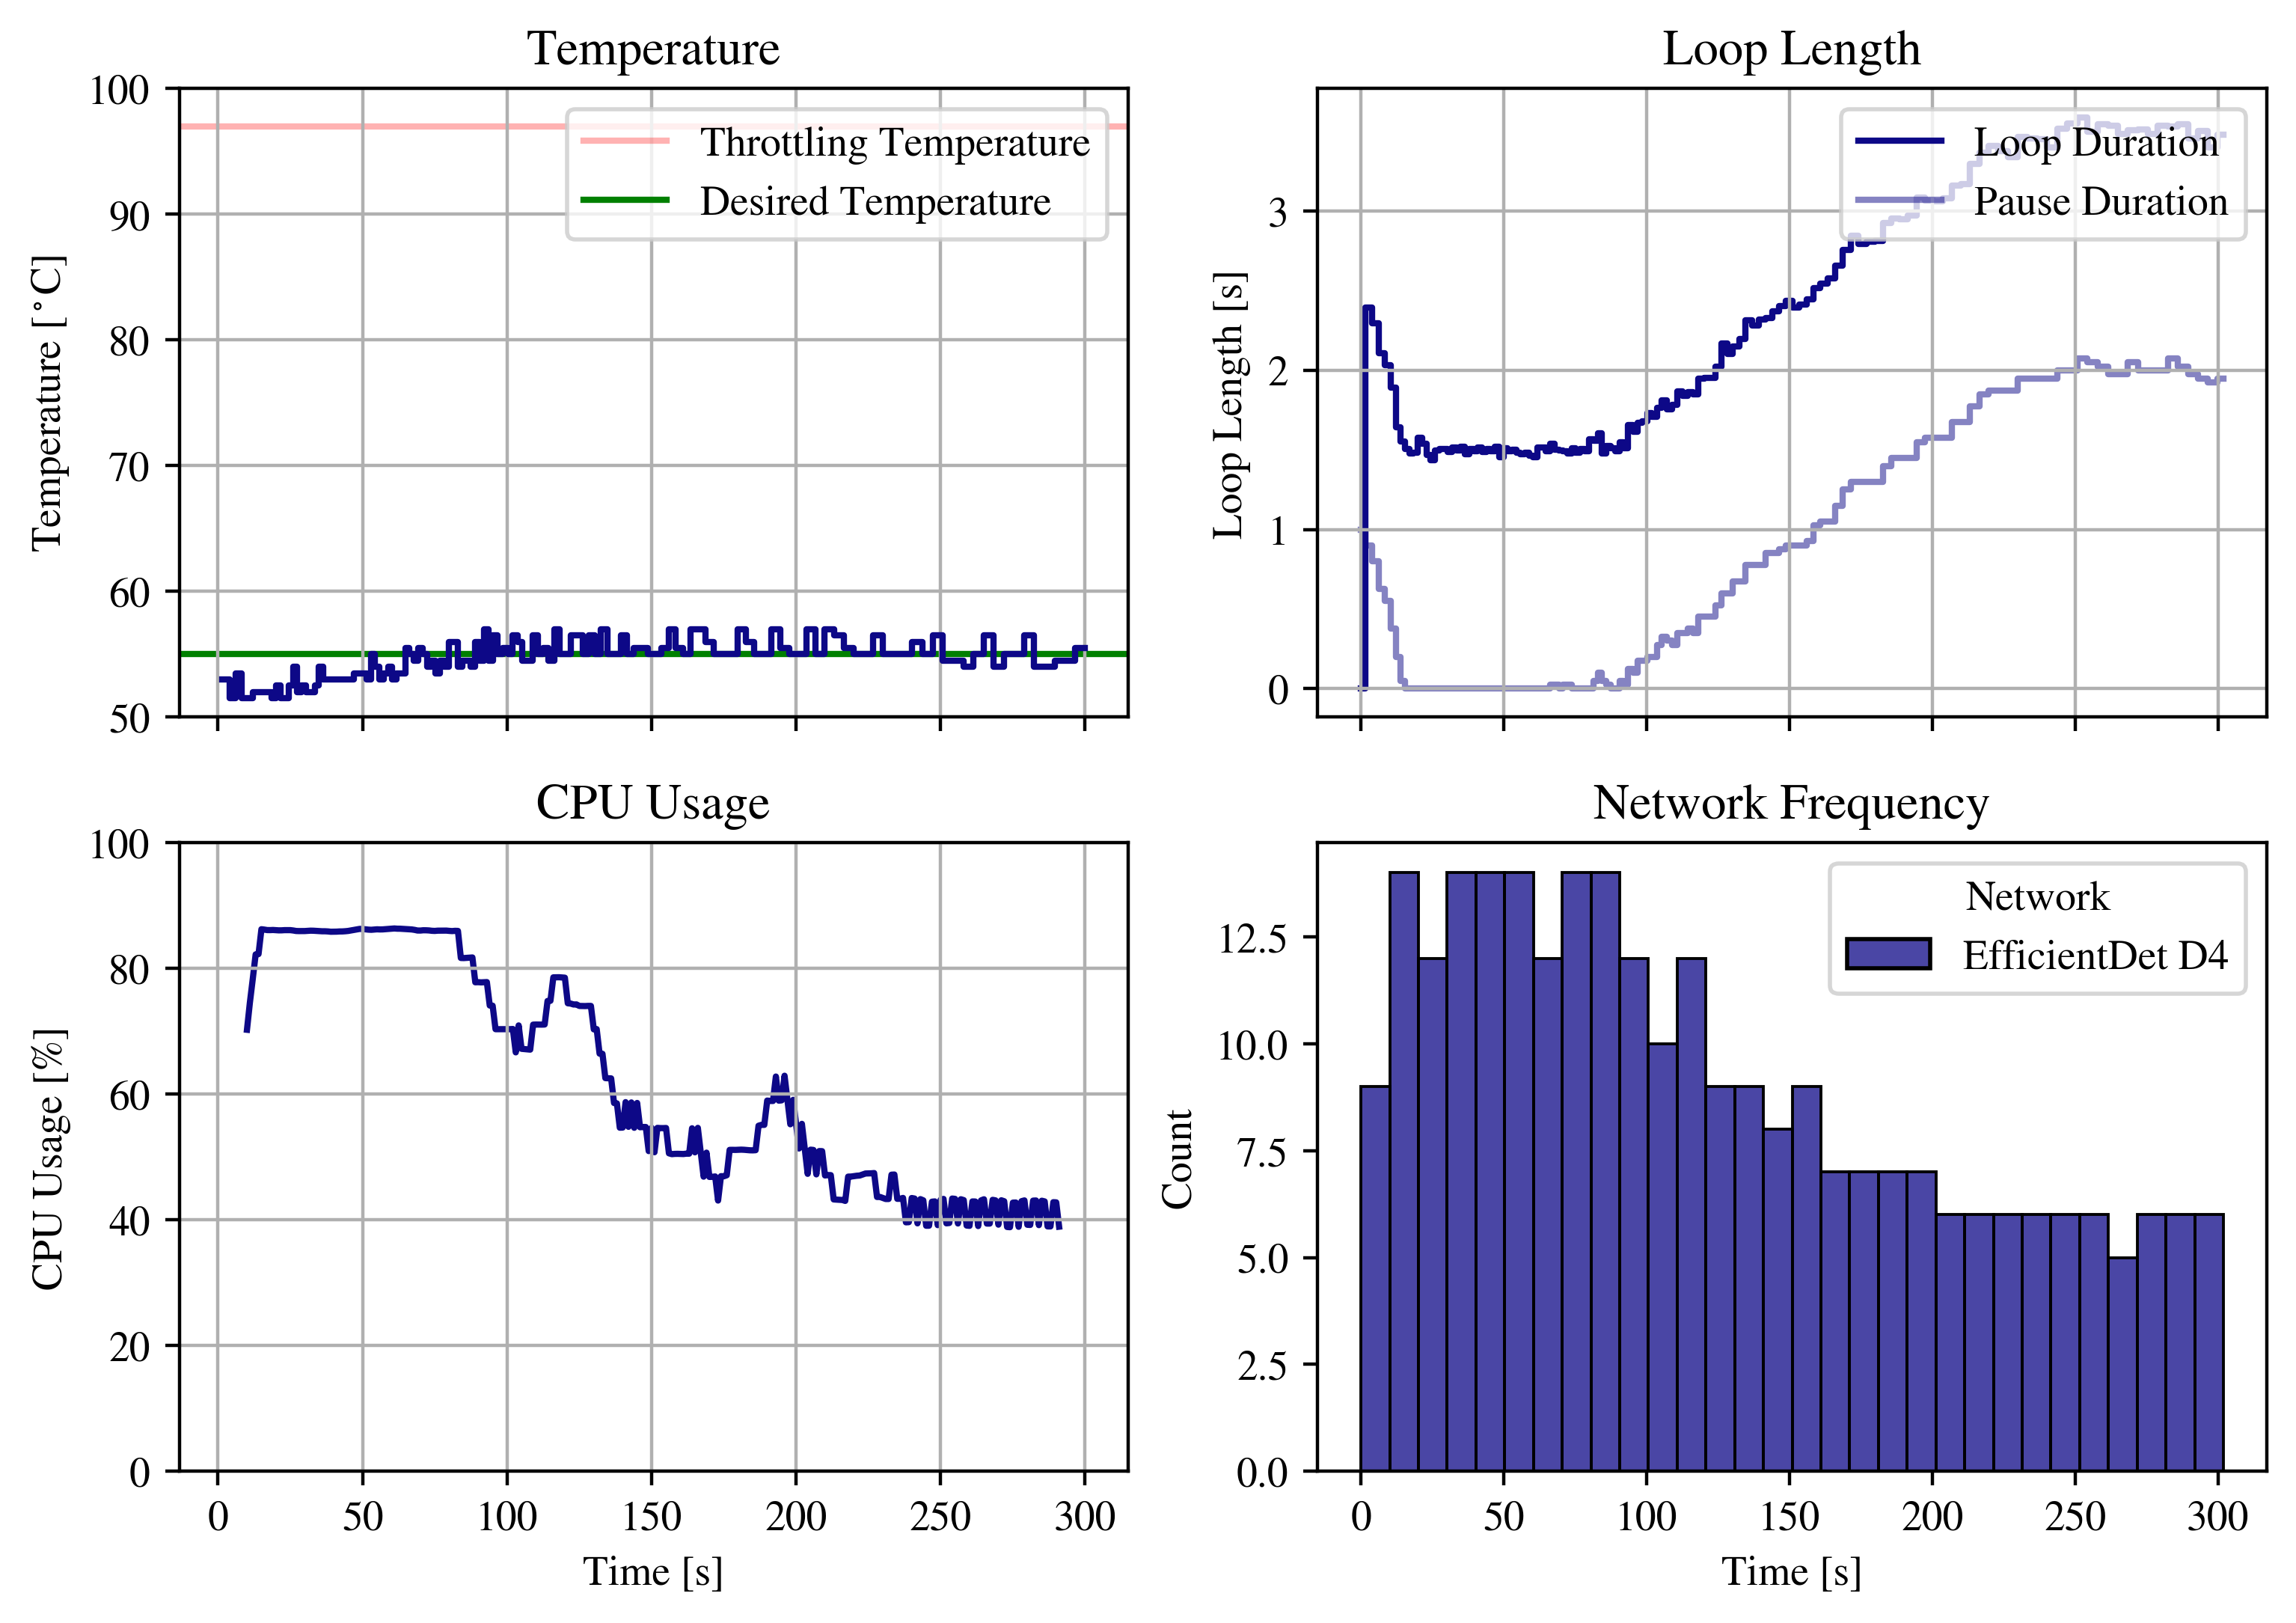 Temperature
100
90
80
70
60
50
Temperature [°C]
Throttling Temperature
Desired Temperature
Loop Length
3
2
1
0
Loop Length [s]
Loop Duration
Pause Duration
CPU Usage
100
80
60
40
20
0
CPU Usage [%]
0 50 100 150 200 250 300
Time [s]
Network Frequency
12.5
10.0
7.5
5.0
2.5
0.0
Count
Network
EfficientDet D4
0 50 100 150 200 250 300
Time [s]